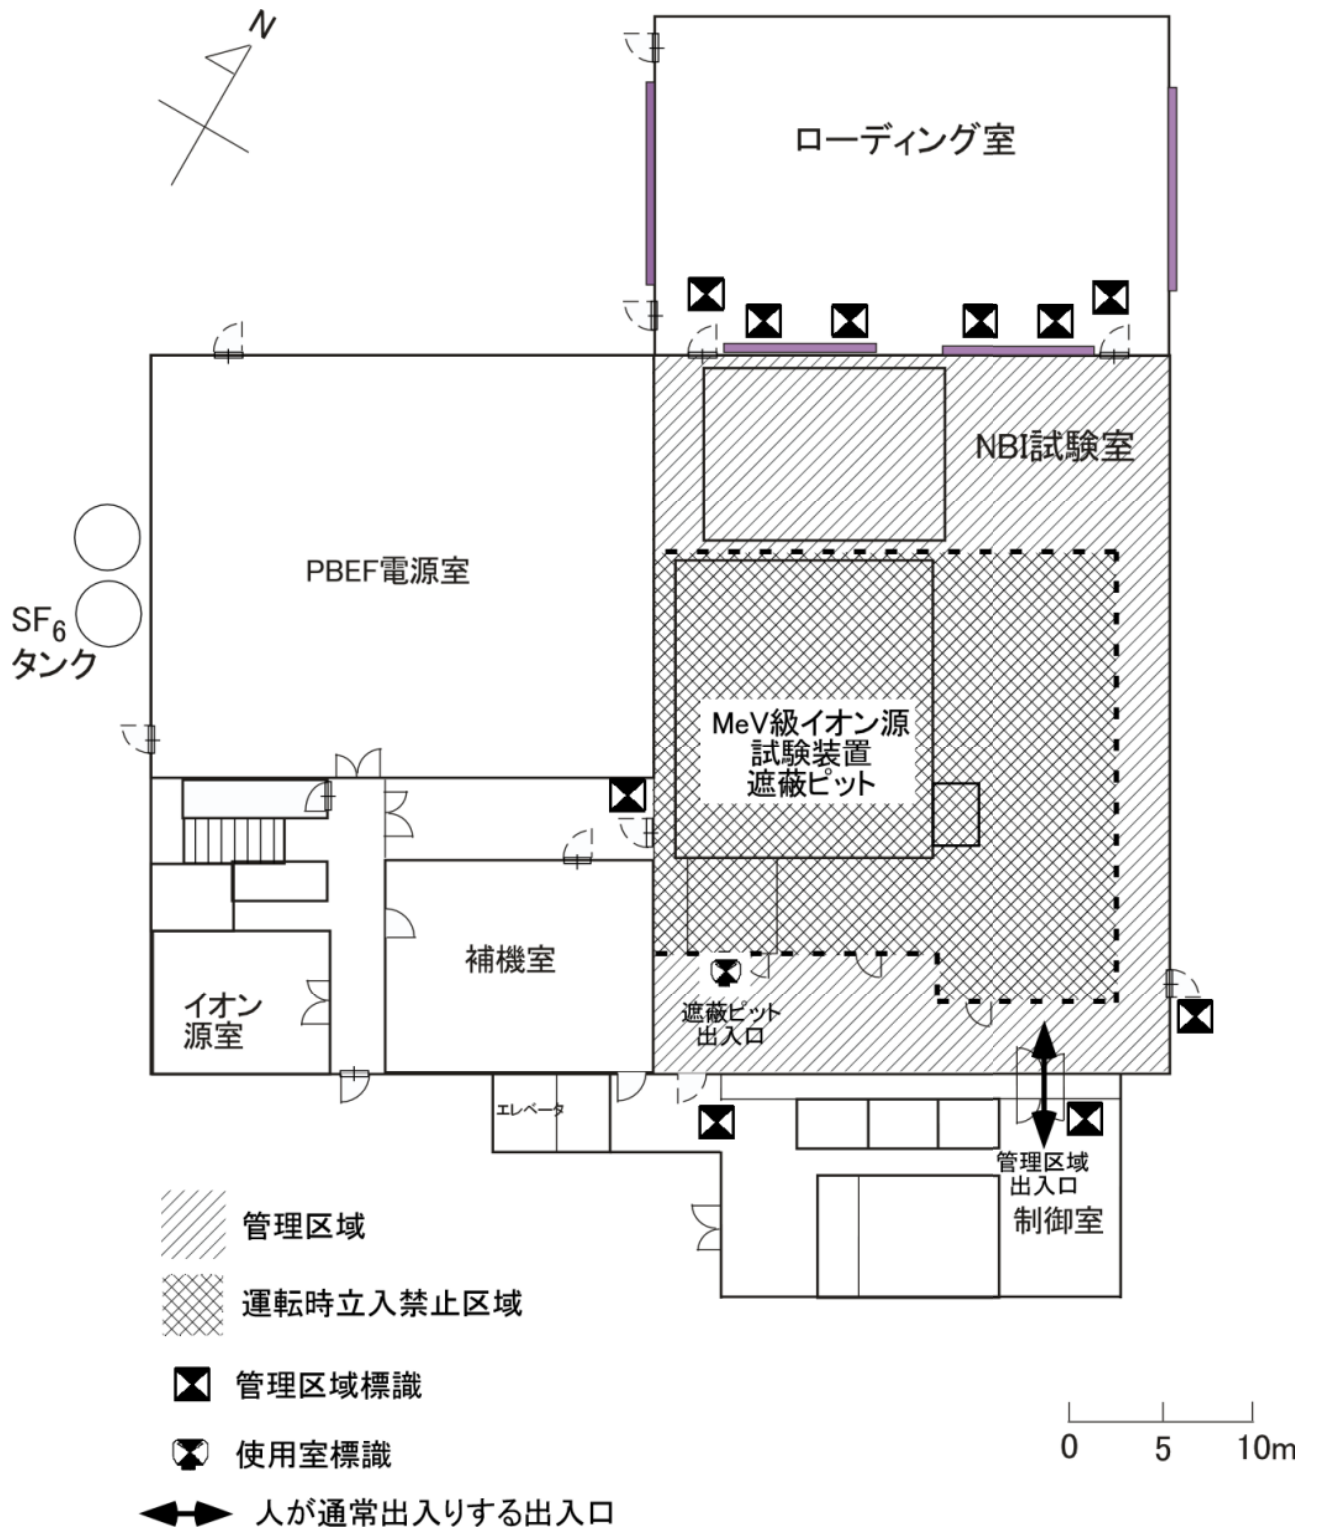 N
ローディング室
NBI試験室
PBEF電源室
SF6
タンク
MeV級イオン源
試験装置
遮蔽ピット
補機室
イオン
源室
遮蔽ピット
出入口
エレベータ
管理区域
出入口
制御室
管理区域
運転時立入禁止区域
管理区域標識
使用室標識
人が通常出入りする出入口
0 5 10m